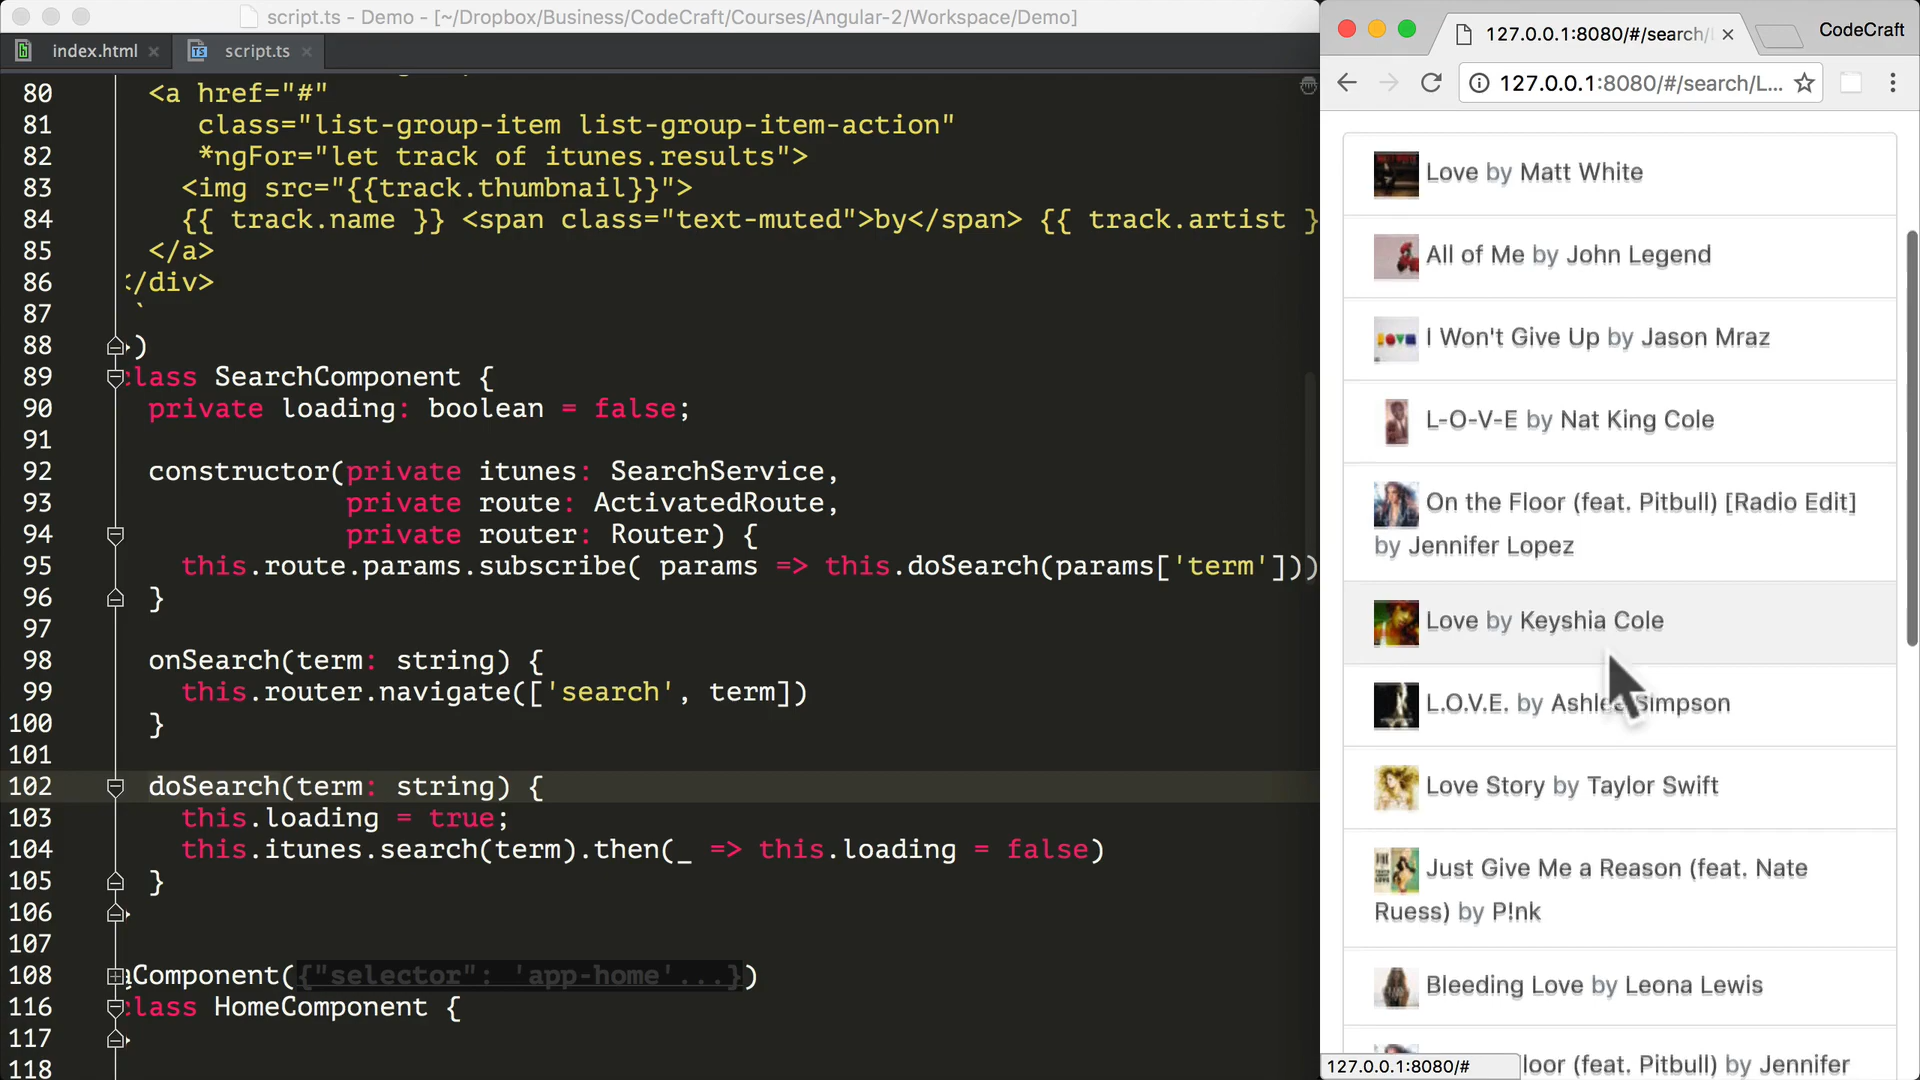 script.ts - Demo - [~/Dropbox/Business/CodeCraft/Courses/Angular-2/Workspace/Demo]
index.html
script.ts
80 <a href="#"
81 class="list-group-item list-group-item-action"
82 *ngFor="let track of itunes.results">
83 <img src="{{track.thumbnail}}">
84 {{ track.name }} <span class="text-muted">by</span> {{ track.artist }
85 </a>
86 </div>
87 `
88 )
89 class SearchComponent {
90 private loading: boolean = false;
91
92 constructor(private itunes: SearchService,
93 private route: ActivatedRoute,
94 private router: Router) {
95 this.route.params.subscribe( params => this.doSearch(params['term']))
96 }
97
98 onSearch(term: string) {
99 this.router.navigate(['search', term])
100 }
101
102 doSearch(term: string) {
103 this.loading = true;
104 this.itunes.search(term).then(_ => this.loading = false)
105 }
106
107
108 Component({"selector": 'app-home'...})
116 class HomeComponent {
117
118
127.0.0.1:8080/#/search/
CodeCraft
127.0.0.1:8080/#/search/L...
Love by Matt White
All of Me by John Legend
I Won't Give Up by Jason Mraz
L-O-V-E by Nat King Cole
On the Floor (feat. Pitbull) [Radio Edit]
by Jennifer Lopez
Love by Keyshia Cole
L.O.V.E. by Ashlee Simpson
Love Story by Taylor Swift
Just Give Me a Reason (feat. Nate
Ruess) by P!nk
Bleeding Love by Leona Lewis
loor (feat. Pitbull) by Jennifer
127.0.0.1:8080/#